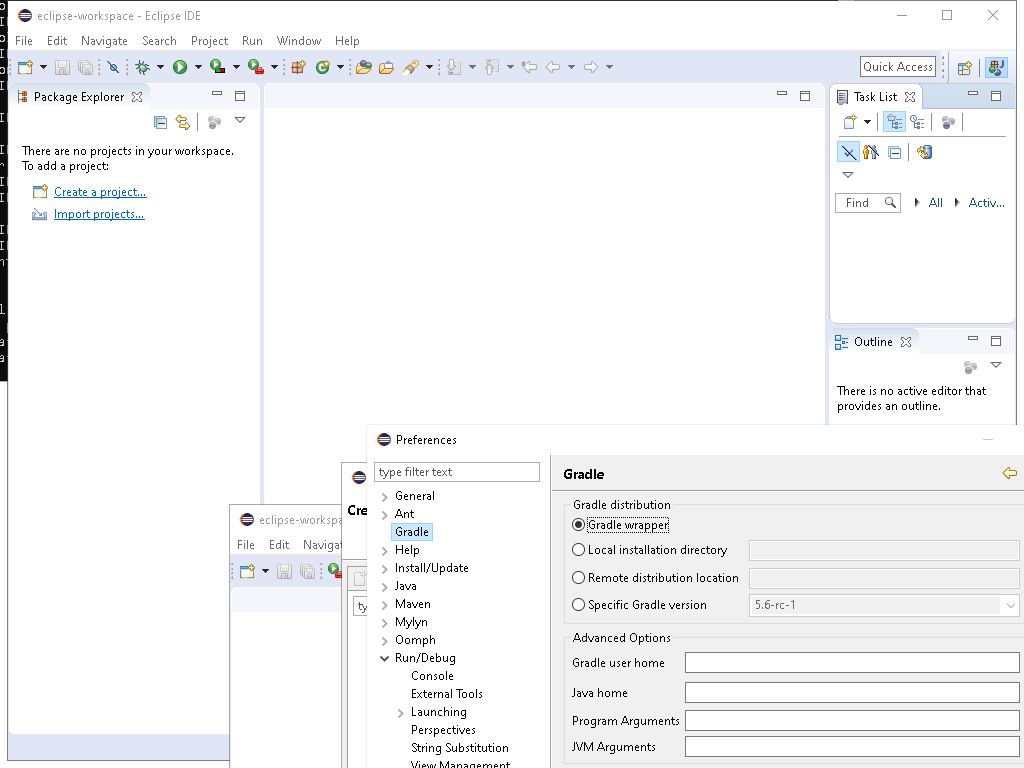 eclipse-workspace - Eclipse IDE
File Edit Navigate Search Project Run Window Help
Quick Access
Package Explorer
There are no projects in your workspace.
To add a project:
Create a project...
Import projects...
Task List
Find
All
Activ...
Outline
There is no active editor that
provides an outline.
eclipse-workspa
File Edit Naviga
Cre
ty
Preferences
type filter text
General
Ant
Gradle
Help
Install/Update
Java
Maven
Mylyn
Oomph
Run/Debug
Console
External Tools
Launching
Perspectives
String Substitution
View Management
Gradle
Gradle distribution
Gradle wrapper
Local installation directory
Remote distribution location
Specific Gradle version
5.6-rc-1
Advanced Options
Gradle user home
Java home
Program Arguments
JVM Arguments